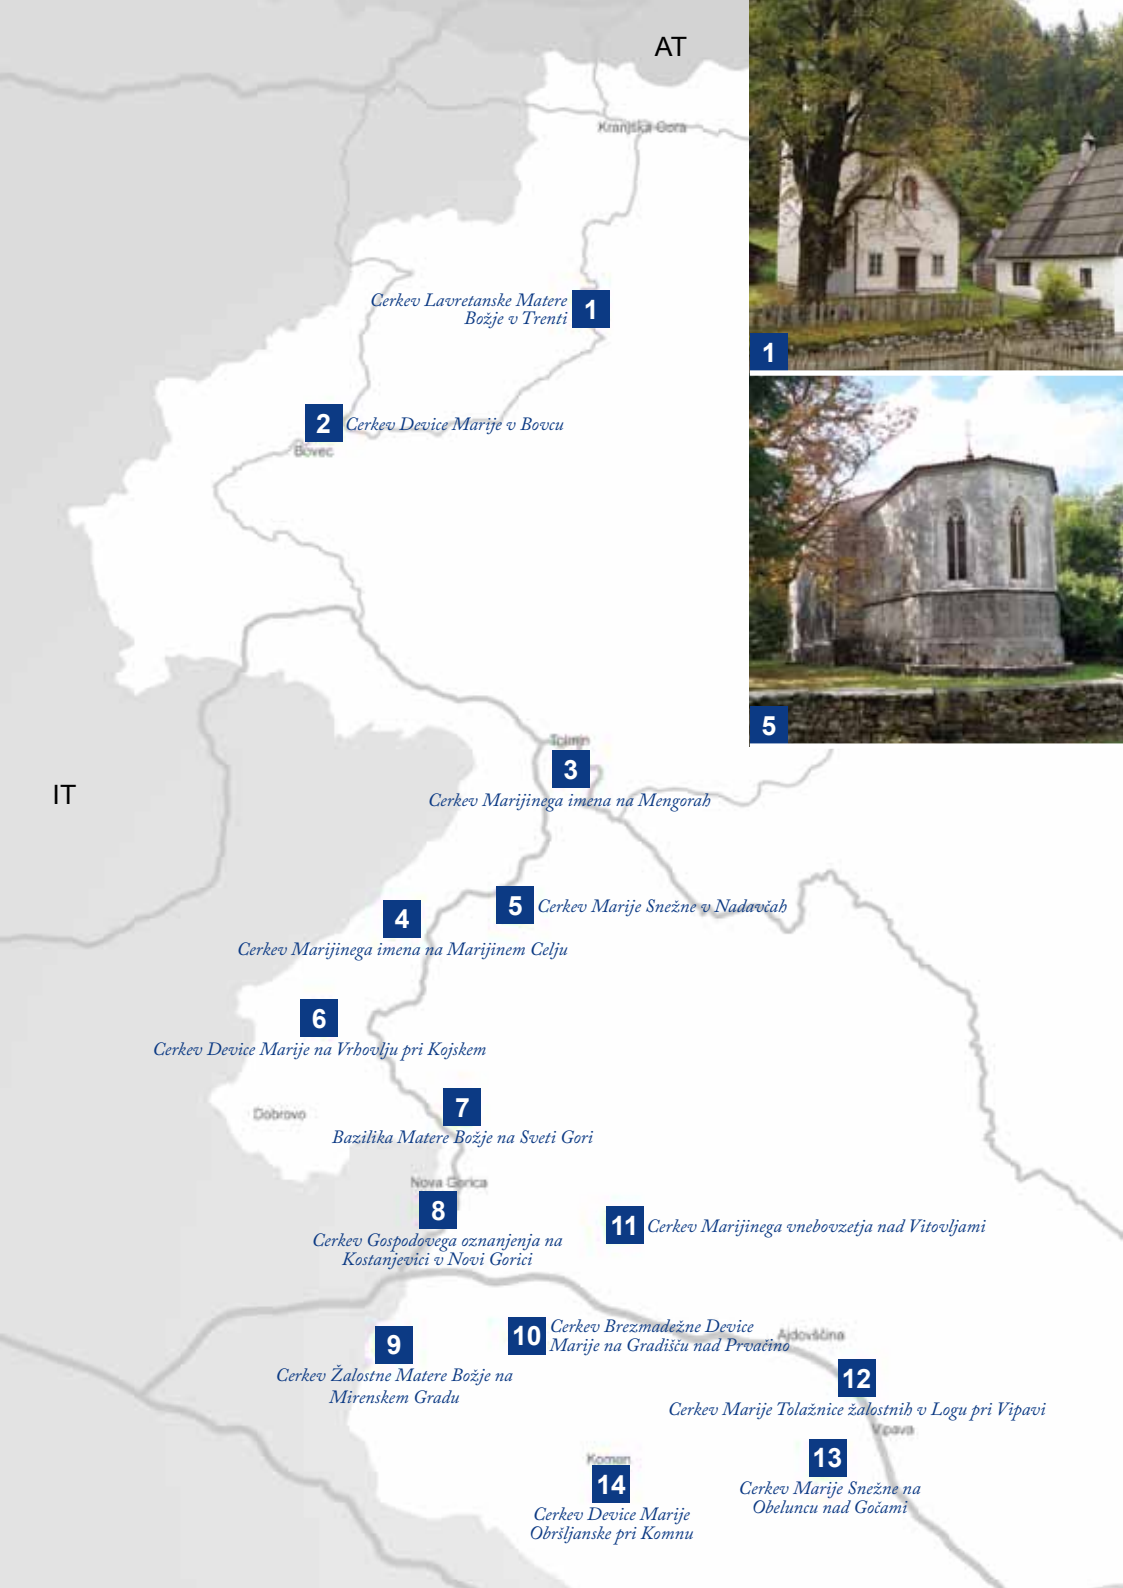 AT
Kranjska Gora
Cerkev Lavretanske Matere
Božje v Trenti
1
1
2
Cerkev Device Marije v Bovcu
Bovec
5
Tolmin
3
Cerkev Marijinega imena na Mengorah
IT
5
Cerkev Marije Snežne v Nadavčah
4
Cerkev Marijinega imena na Marijinem Celju
6
Cerkev Device Marije na Vrhovlju pri Kojskem
Dobrovo
7
Bazilika Matere Božje na Sveti Gori
Nova Gorica
8
Cerkev Gospodovega oznanjenja na
Kostanjevici v Novi Gorici
11
Cerkev Marijinega vnebovzetja nad Vitovljami
9
Cerkev Žalostne Matere Božje na
Mirenskem Gradu
10
Cerkev Brezmadežne Device
Marije na Gradišču nad Prvačino
Ajdovščina
12
Cerkev Marije Tolažnice žalostnih v Logu pri Vipavi
Vipava
13
Cerkev Marije Snežne na
Obeluncu nad Gočami
Komen
14
Cerkev Device Marije
Obršljanske pri Komnu